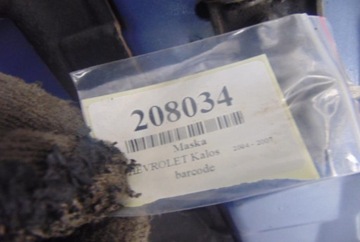 208034
Maska
HEVROLET Kalos 2004 - 2007
barcode